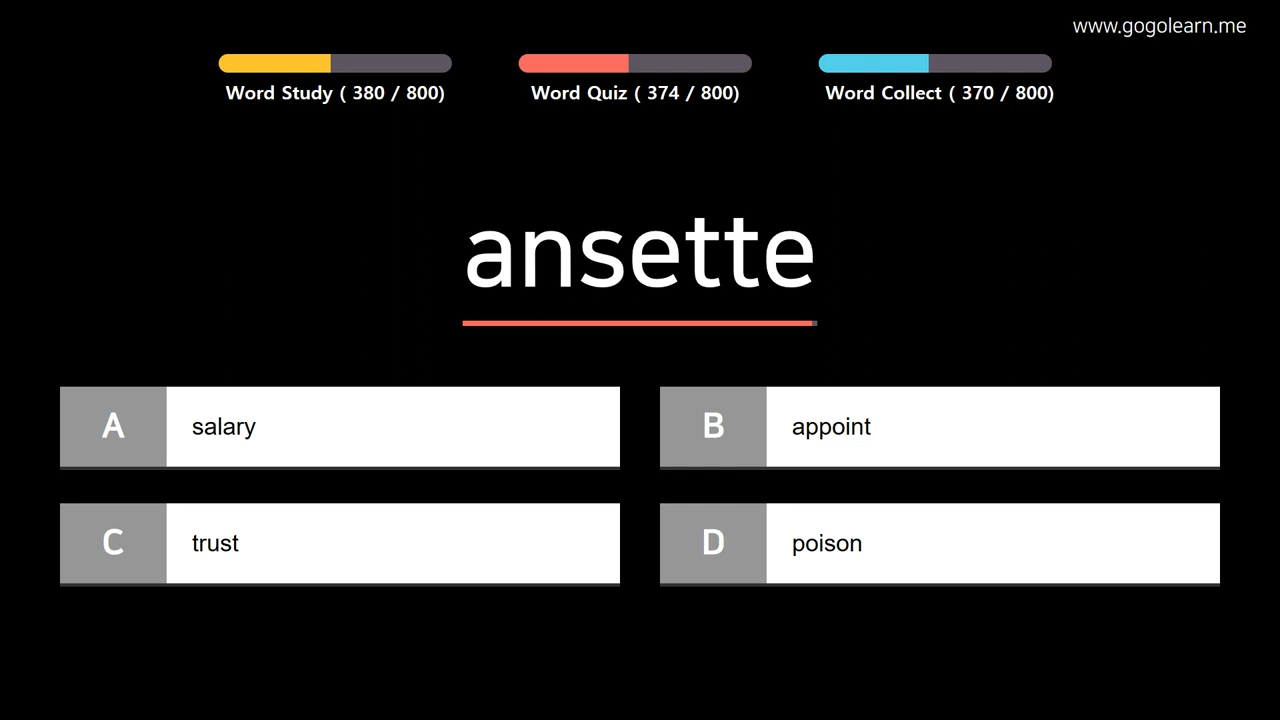 www.gogolearn.me
Word Study ( 380 / 800)
Word Quiz ( 374 / 800)
Word Collect ( 370 / 800)
ansette
A
salary
B
appoint
C
trust
D
poison